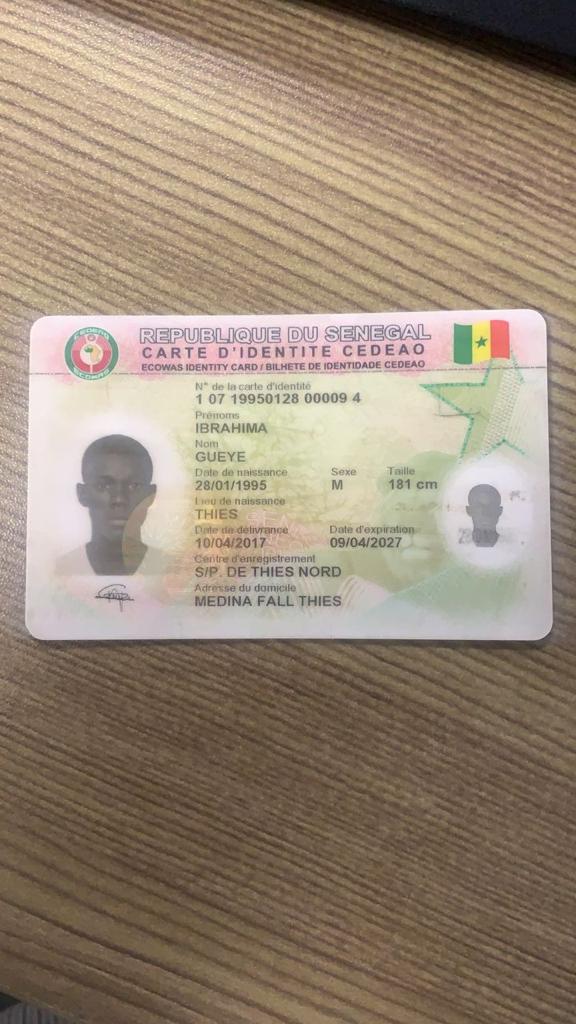 CEDEAO
ECOWAS
REPUBLIQUE DU SENEGAL
CARTE D'IDENTITE CEDEAO
ECOWAS IDENTITY CARD / BILHETE DE IDENTIDADE CEDEAO
N° de la carte d'identité
1 07 19950128 00009 4
Prénoms
IBRAHIMA
Nom
GUEYE
Date de naissance Sexe Taille
28/01/1995 M 181 cm
Lieu de naissance
THIES
Date de délivrance Date d'expiration
10/04/2017 09/04/2027
Centre d'enregistrement
S/P. DE THIES NORD
Adresse du domicile
MEDINA FALL THIES